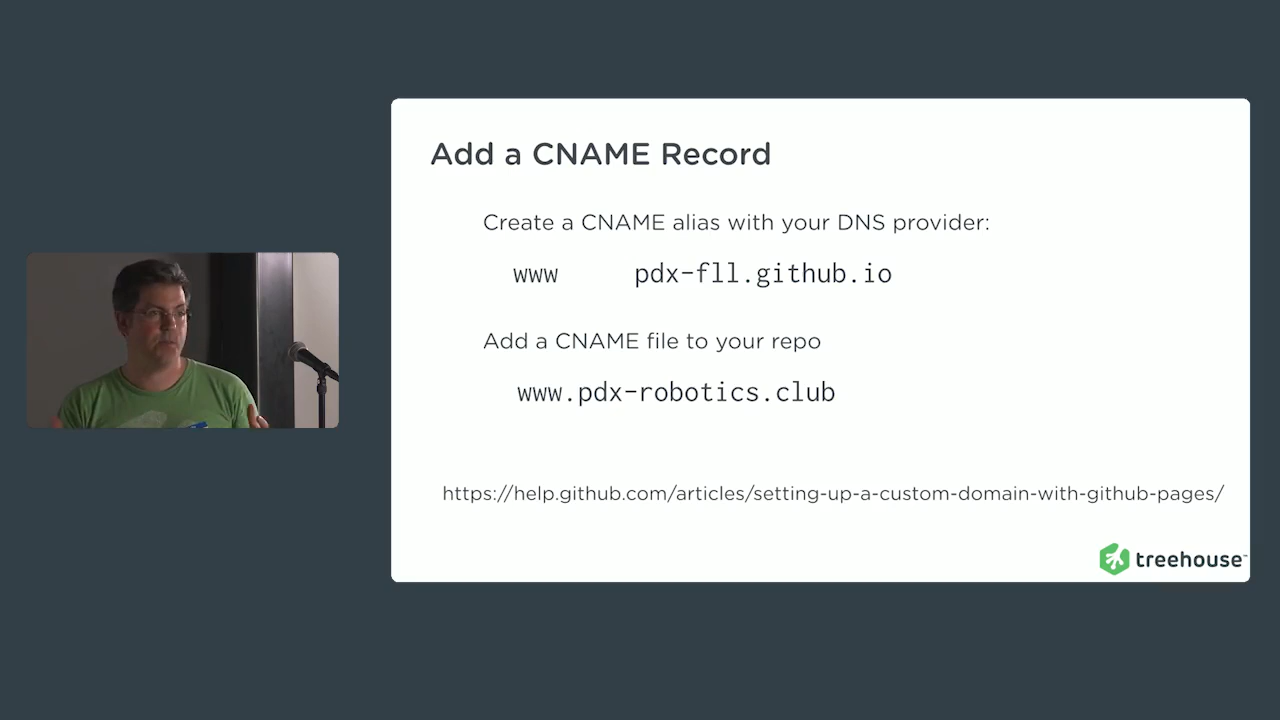 Add a CNAME Record
Create a CNAME alias with your DNS provider:
www pdx-fll.github.io
Add a CNAME file to your repo
www.pdx-robotics.club
https://help.github.com/articles/setting-up-a-custom-domain-with-github-pages/
treehouse™